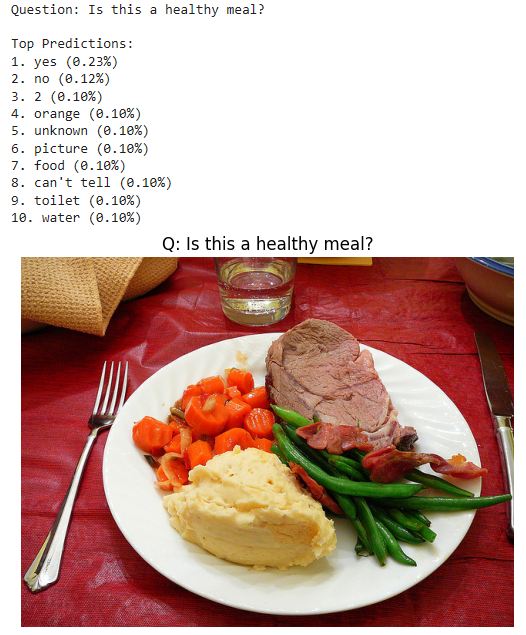 Question: Is this a healthy meal?
Top Predictions:
1. yes (0.23%)
2. no (0.12%)
3. 2 (0.10%)
4. orange (0.10%)
5. unknown (0.10%)
6. picture (0.10%)
7. food (0.10%)
8. can't tell (0.10%)
9. toilet (0.10%)
10. water (0.10%)
Q: Is this a healthy meal?